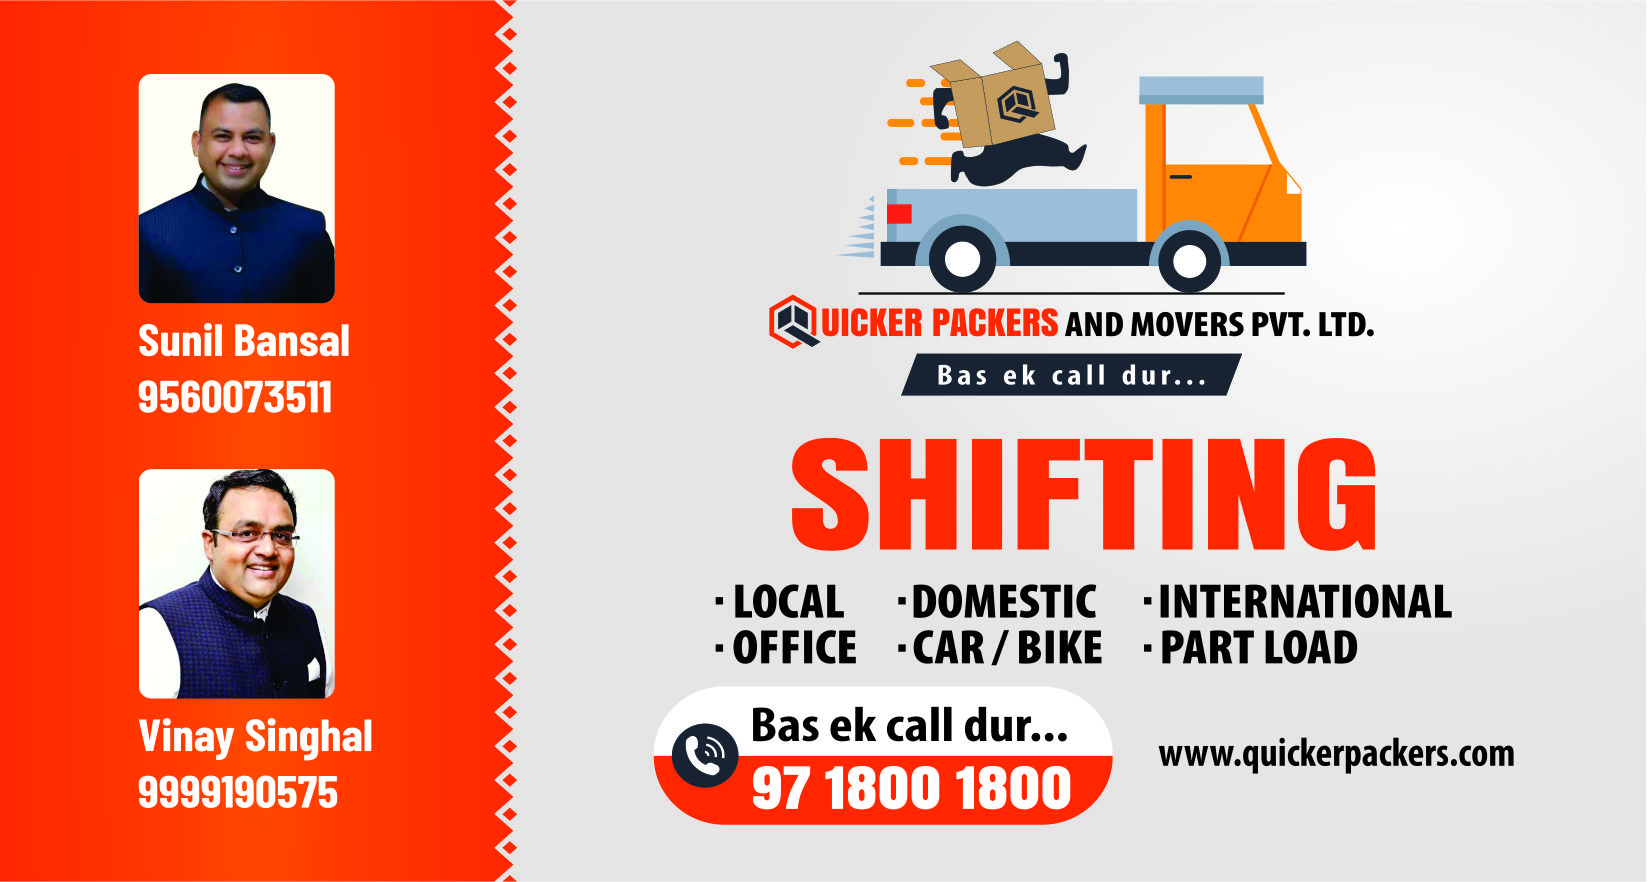 Sunil Bansal
9560073511
Vinay Singhal
9999190575
QUICKER PACKERS AND MOVERS PVT. LTD.
Bas ek call dur...
SHIFTING
· LOCAL · DOMESTIC · INTERNATIONAL
· OFFICE · CAR / BIKE · PART LOAD
Bas ek call dur...
97 1800 1800
www.quickerpackers.com